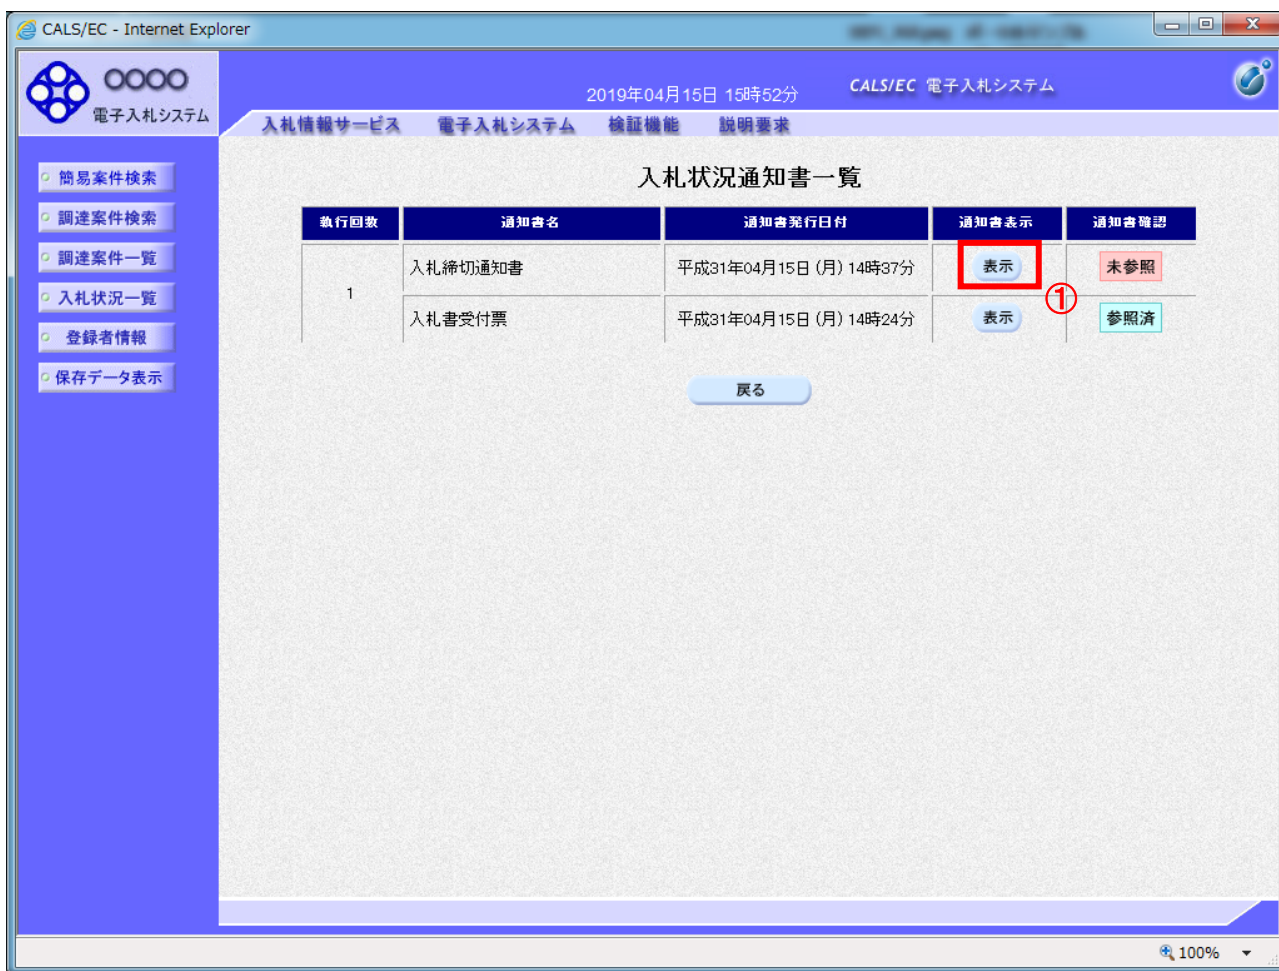 CALS/EC - Internet Explorer
OOOO
電子入札システム
2019年04月15日 15時52分
CALS/EC 電子入札システム
入札情報サービス 電子入札システム 検証機能 説明要求
簡易案件検索
調達案件検索
調達案件一覧
入札状況一覧
登録者情報
保存データ表示
入札状況通知書一覧
執行回数 通知書名 通知書発行日付 通知書表示 通知書確認
1
入札締切通知書 平成31年04月15日 (月) 14時37分 表示 未参照
①
入札書受付票 平成31年04月15日 (月) 14時24分 表示 参照済
戻る
100%